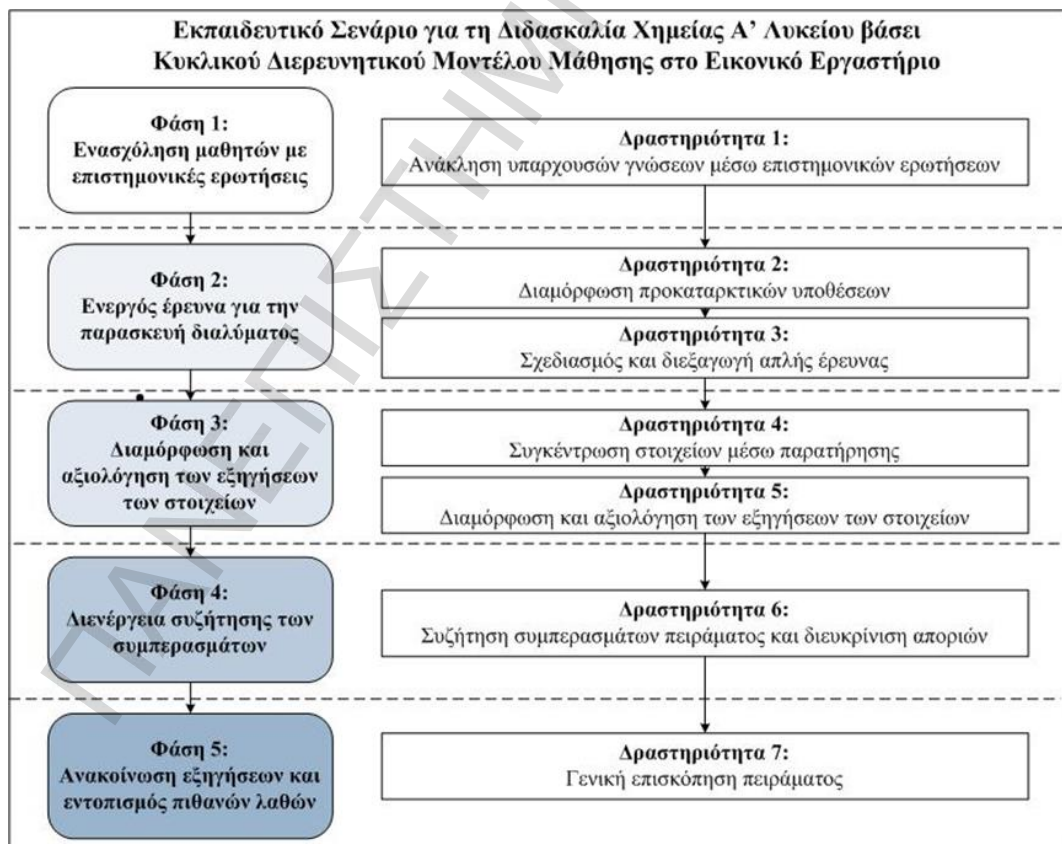 Εκπαιδευτικό Σενάριο για τη Διδασκαλία Χημείας Α’ Λυκείου βάσει
Κυκλικού Διερευνητικού Μοντέλου Μάθησης στο Εικονικό Εργαστήριο
Φάση 1:
Ενασχόληση μαθητών με
επιστημονικές ερωτήσεις
Δραστηριότητα 1:
Ανάκληση υπαρχουσών γνώσεων μέσω επιστημονικών ερωτήσεων
Φάση 2:
Ενεργός έρευνα για την
παρασκευή διαλύματος
Δραστηριότητα 2:
Διαμόρφωση προκαταρκτικών υποθέσεων
Δραστηριότητα 3:
Σχεδιασμός και διεξαγωγή απλής έρευνας
Φάση 3:
Διαμόρφωση και
αξιολόγηση των εξηγήσεων
των στοιχείων
Δραστηριότητα 4:
Συγκέντρωση στοιχείων μέσω παρατήρησης
Δραστηριότητα 5:
Διαμόρφωση και αξιολόγηση των εξηγήσεων των στοιχείων
Φάση 4:
Διενέργεια συζήτησης των
συμπερασμάτων
Δραστηριότητα 6:
Συζήτηση συμπερασμάτων πειράματος και διευκρίνιση αποριών
Φάση 5:
Ανακοίνωση εξηγήσεων και
εντοπισμός πιθανών λαθών
Δραστηριότητα 7:
Γενική επισκόπηση πειράματος